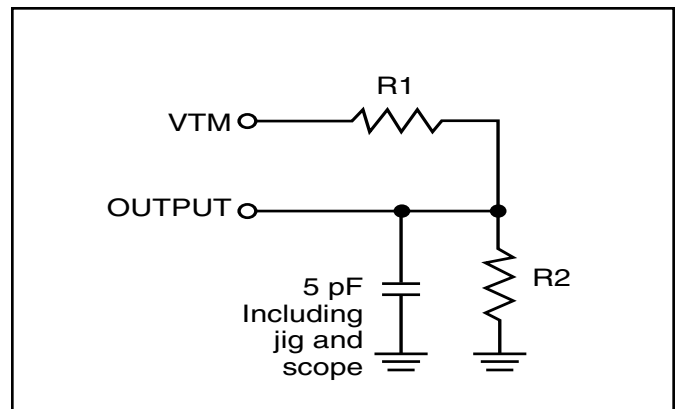 R1
VTM
OUTPUT
R2
5 pF
Including
jig and
scope